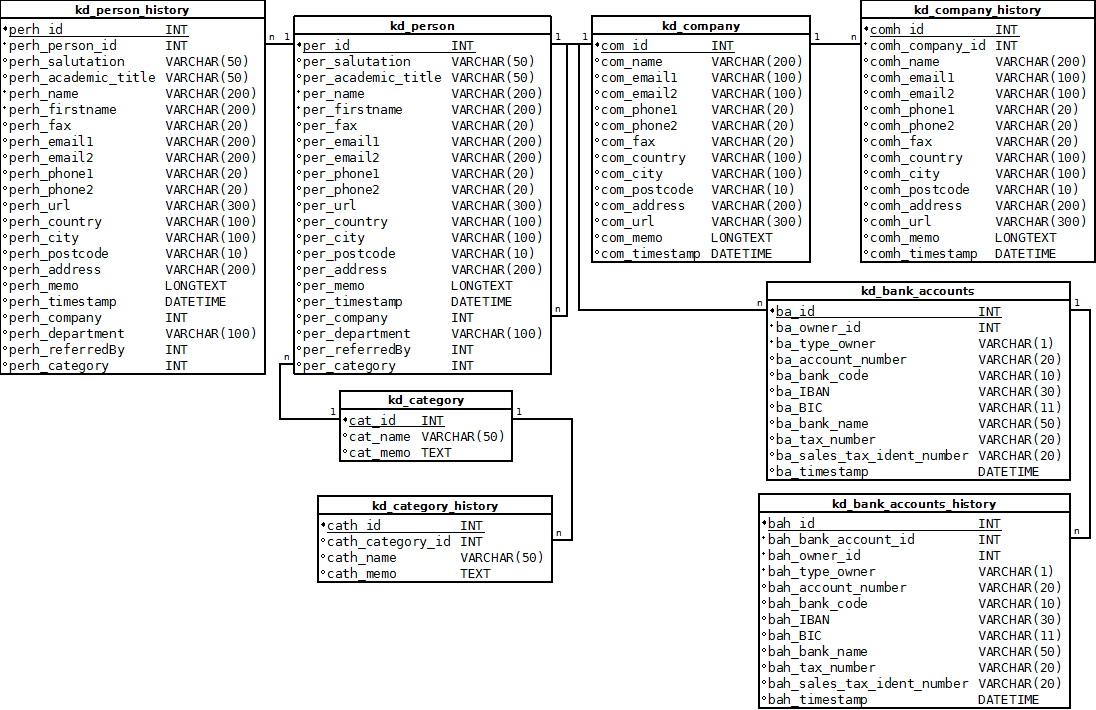 kd_person_history
perh_id INT
perh_person_id INT
perh_salutation VARCHAR(50)
perh_academic_title VARCHAR(50)
perh_name VARCHAR(200)
perh_firstname VARCHAR(200)
perh_fax VARCHAR(20)
perh_email1 VARCHAR(200)
perh_email2 VARCHAR(200)
perh_phone1 VARCHAR(20)
perh_phone2 VARCHAR(20)
perh_url VARCHAR(300)
perh_country VARCHAR(100)
perh_city VARCHAR(100)
perh_postcode VARCHAR(10)
perh_address VARCHAR(200)
perh_memo LONGTEXT
perh_timestamp DATETIME
perh_company INT
perh_department VARCHAR(100)
perh_referredBy INT
perh_category INT
n 1
kd_person
per_id INT
per_salutation VARCHAR(50)
per_academic_title VARCHAR(50)
per_name VARCHAR(200)
per_firstname VARCHAR(200)
per_fax VARCHAR(20)
per_email1 VARCHAR(200)
per_email2 VARCHAR(200)
per_phone1 VARCHAR(20)
per_phone2 VARCHAR(20)
per_url VARCHAR(300)
per_country VARCHAR(100)
per_city VARCHAR(100)
per_postcode VARCHAR(10)
per_address VARCHAR(200)
per_memo LONGTEXT
per_timestamp DATETIME
per_company INT
per_department VARCHAR(100)
per_referredBy INT
per_category INT
1 1
n
n
kd_company
com_id INT
com_name VARCHAR(200)
com_email1 VARCHAR(100)
com_email2 VARCHAR(100)
com_phone1 VARCHAR(20)
com_phone2 VARCHAR(20)
com_fax VARCHAR(20)
com_country VARCHAR(100)
com_city VARCHAR(100)
com_postcode VARCHAR(10)
com_address VARCHAR(200)
com_url VARCHAR(300)
com_memo LONGTEXT
com_timestamp DATETIME
1 n
kd_company_history
comh_id INT
comh_company_id INT
comh_name VARCHAR(200)
comh_email1 VARCHAR(100)
comh_email2 VARCHAR(100)
comh_phone1 VARCHAR(20)
comh_phone2 VARCHAR(20)
comh_fax VARCHAR(20)
comh_country VARCHAR(100)
comh_city VARCHAR(100)
comh_postcode VARCHAR(10)
comh_address VARCHAR(200)
comh_url VARCHAR(300)
comh_memo LONGTEXT
comh_timestamp DATETIME
n 1
kd_bank_accounts
ba_id INT
ba_owner_id INT
ba_type_owner VARCHAR(1)
ba_account_number VARCHAR(20)
ba_bank_code VARCHAR(10)
ba_IBAN VARCHAR(30)
ba_BIC VARCHAR(11)
ba_bank_name VARCHAR(50)
ba_tax_number VARCHAR(20)
ba_sales_tax_ident_number VARCHAR(20)
ba_timestamp DATETIME
1 1
kd_category
cat_id INT
cat_name VARCHAR(50)
cat_memo TEXT
kd_category_history
cath_id INT
cath_category_id INT
cath_name VARCHAR(50)
cath_memo TEXT
n
kd_bank_accounts_history
bah_id INT
bah_bank_account_id INT
bah_owner_id INT
bah_type_owner VARCHAR(1)
bah_account_number VARCHAR(20)
bah_bank_code VARCHAR(10)
bah_IBAN VARCHAR(30)
bah_BIC VARCHAR(11)
bah_bank_name VARCHAR(50)
bah_tax_number VARCHAR(20)
bah_sales_tax_ident_number VARCHAR(20)
bah_timestamp DATETIME
n